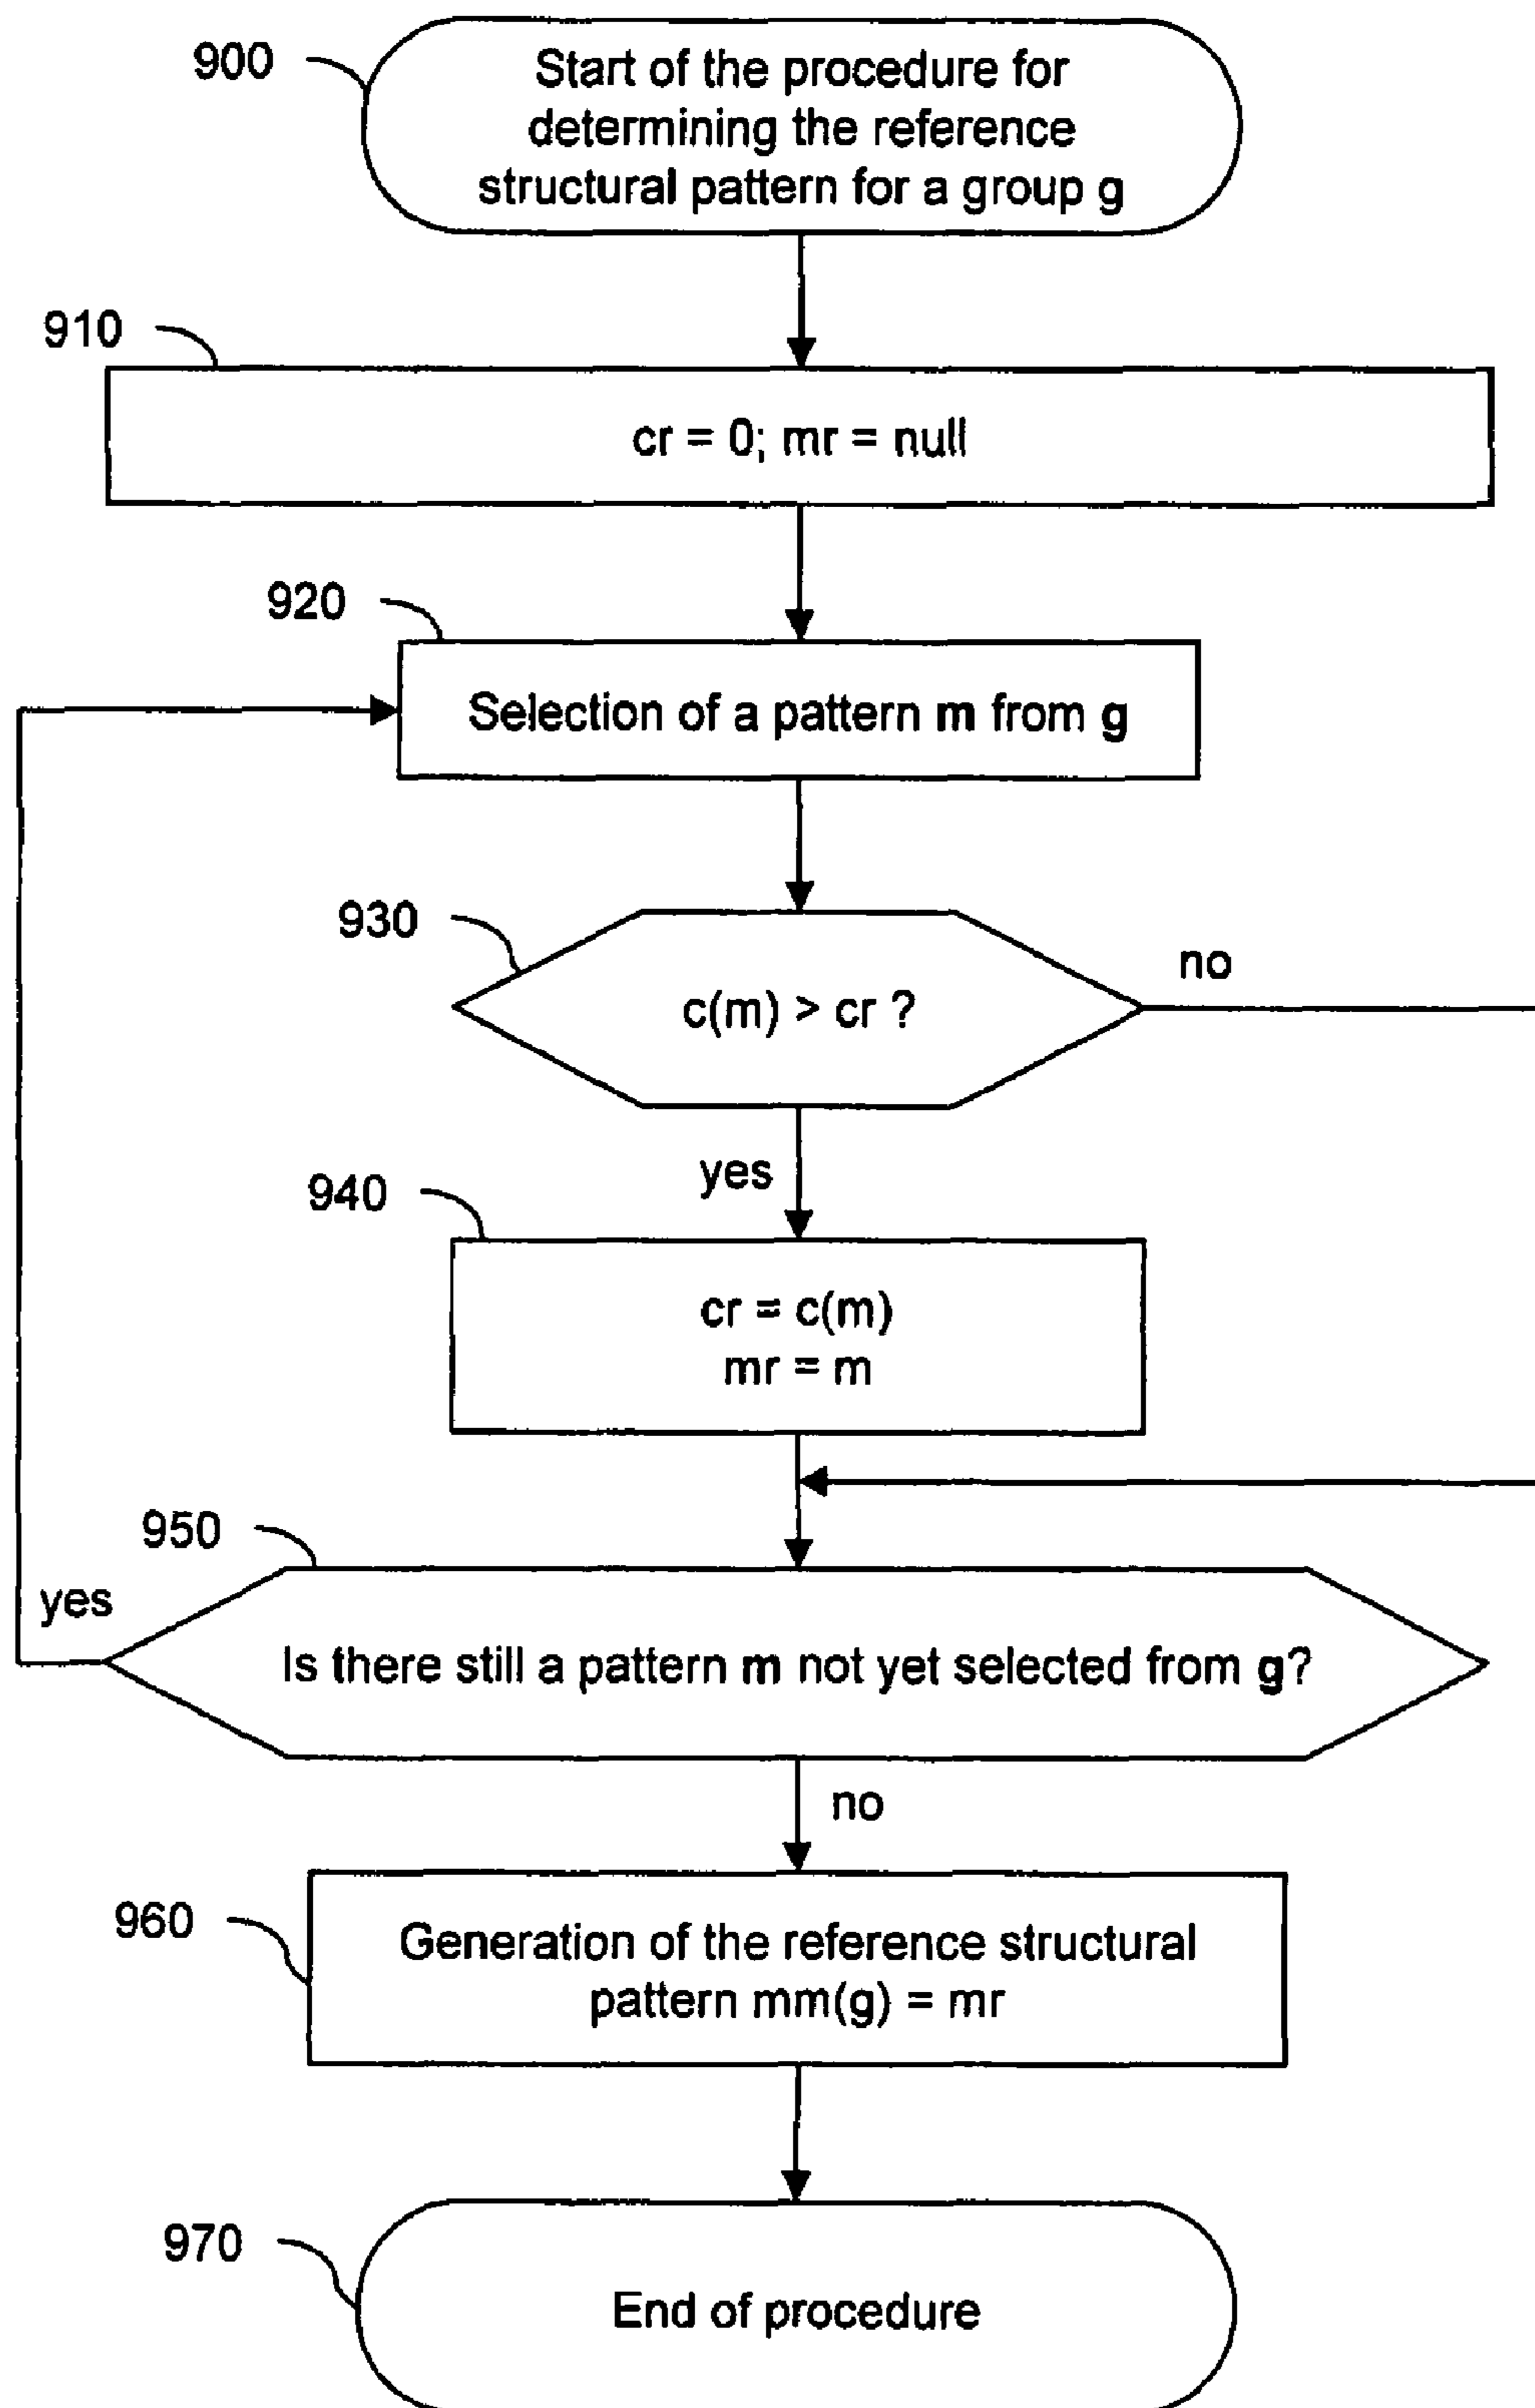 900
Start of the procedure for
determining the reference
structural pattern for a group g
910
cr = 0; mr = null
920
Selection of a pattern m from g
930
c(m) > cr ?
no
yes
940
cr = c(m)
mr = m
950
yes
Is there still a pattern m not yet selected from g?
no
960
Generation of the reference structural
pattern mm(g) = mr
970
End of procedure